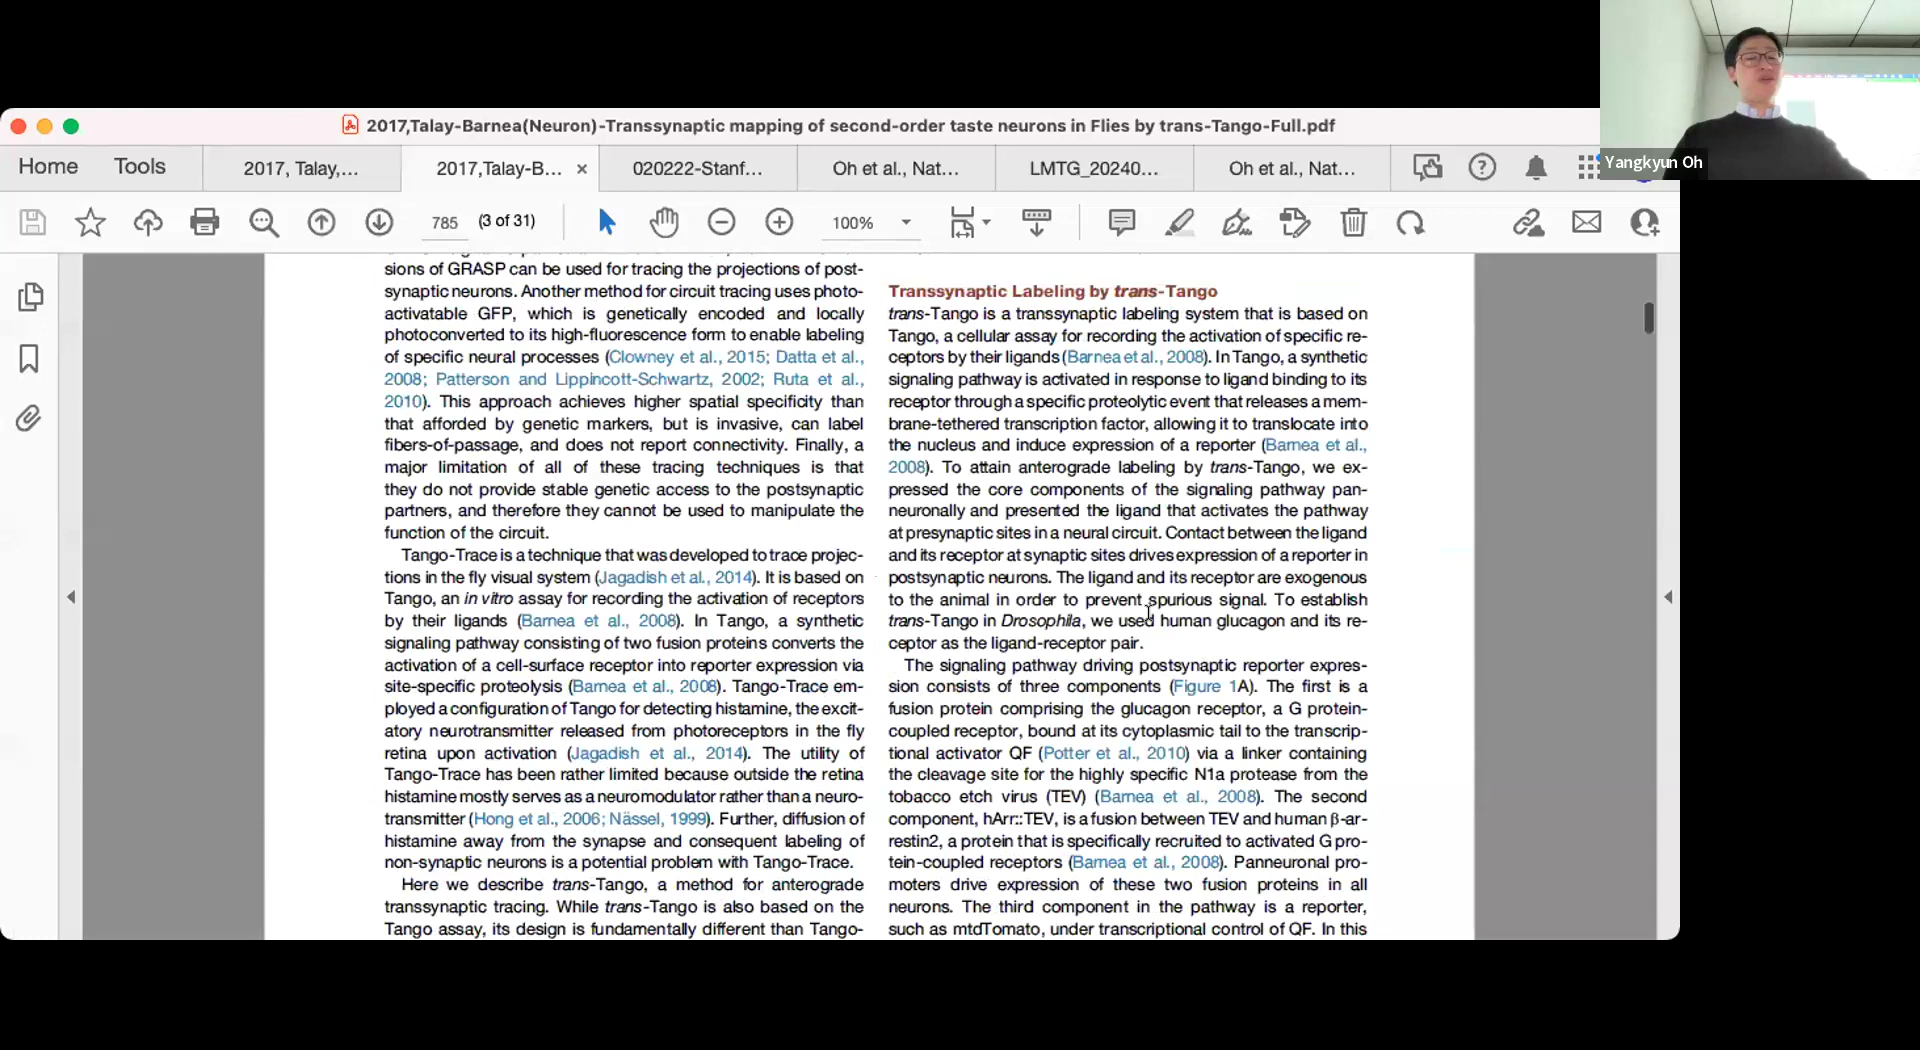 2017,Talay-Barnea(Neuron)-Transsynaptic mapping of second-order taste neurons in Flies by trans-Tango-Full.pdf
Home
Tools
2017, Talay,...
2017,Talay-B... ×
020222-Stanf...
Oh et al., Nat...
LMTG_20240...
Oh et al., Nat...
785
(3 of 31)
100%
Yangkyun Oh
sions of GRASP can be used for tracing the projections of post-
synaptic neurons. Another method for circuit tracing uses photo-
activatable GFP, which is genetically encoded and locally
photoconverted to its high-fluorescence form to enable labeling
of specific neural processes (Clowney et al., 2015; Datta et al.,
2008; Patterson and Lippincott-Schwartz, 2002; Ruta et al.,
2010). This approach achieves higher spatial specificity than
that afforded by genetic markers, but is invasive, can label
fibers-of-passage, and does not report connectivity. Finally, a
major limitation of all of these tracing techniques is that
they do not provide stable genetic access to the postsynaptic
partners, and therefore they cannot be used to manipulate the
function of the circuit.
Tango-Trace is a technique that was developed to trace projec-
tions in the fly visual system (Jagadish et al., 2014). It is based on
Tango, an in vitro assay for recording the activation of receptors
by their ligands (Barnea et al., 2008). In Tango, a synthetic
signaling pathway consisting of two fusion proteins converts the
activation of a cell-surface receptor into reporter expression via
site-specific proteolysis (Barnea et al., 2008). Tango-Trace em-
ployed a configuration of Tango for detecting histamine, the excit-
atory neurotransmitter released from photoreceptors in the fly
retina upon activation (Jagadish et al., 2014). The utility of
Tango-Trace has been rather limited because outside the retina
histamine mostly serves as a neuromodulator rather than a neuro-
transmitter (Hong et al., 2006; Nässel, 1999). Further, diffusion of
histamine away from the synapse and consequent labeling of
non-synaptic neurons is a potential problem with Tango-Trace.
Here we describe trans-Tango, a method for anterograde
transsynaptic tracing. While trans-Tango is also based on the
Tango assay, its design is fundamentally different than Tango-
Transsynaptic Labeling by trans-Tango
trans-Tango is a transsynaptic labeling system that is based on
Tango, a cellular assay for recording the activation of specific re-
ceptors by their ligands (Barnea et al., 2008). In Tango, a synthetic
signaling pathway is activated in response to ligand binding to its
receptor through a specific proteolytic event that releases a mem-
brane-tethered transcription factor, allowing it to translocate into
the nucleus and induce expression of a reporter (Barnea et al.,
2008). To attain anterograde labeling by trans-Tango, we ex-
pressed the core components of the signaling pathway pan-
neuronally and presented the ligand that activates the pathway
at presynaptic sites in a neural circuit. Contact between the ligand
and its receptor at synaptic sites drives expression of a reporter in
postsynaptic neurons. The ligand and its receptor are exogenous
to the animal in order to prevent spurious signal. To establish
trans-Tango in Drosophila, we used human glucagon and its re-
ceptor as the ligand-receptor pair.
The signaling pathway driving postsynaptic reporter expres-
sion consists of three components (Figure 1A). The first is a
fusion protein comprising the glucagon receptor, a G protein-
coupled receptor, bound at its cytoplasmic tail to the transcrip-
tional activator QF (Potter et al., 2010) via a linker containing
the cleavage site for the highly specific N1a protease from the
tobacco etch virus (TEV) (Barnea et al., 2008). The second
component, hArr::TEV, is a fusion between TEV and human β-ar-
restin2, a protein that is specifically recruited to activated G pro-
tein-coupled receptors (Barnea et al., 2008). Panneuronal pro-
moters drive expression of these two fusion proteins in all
neurons. The third component in the pathway is a reporter,
such as mtdTomato, under transcriptional control of QF. In this